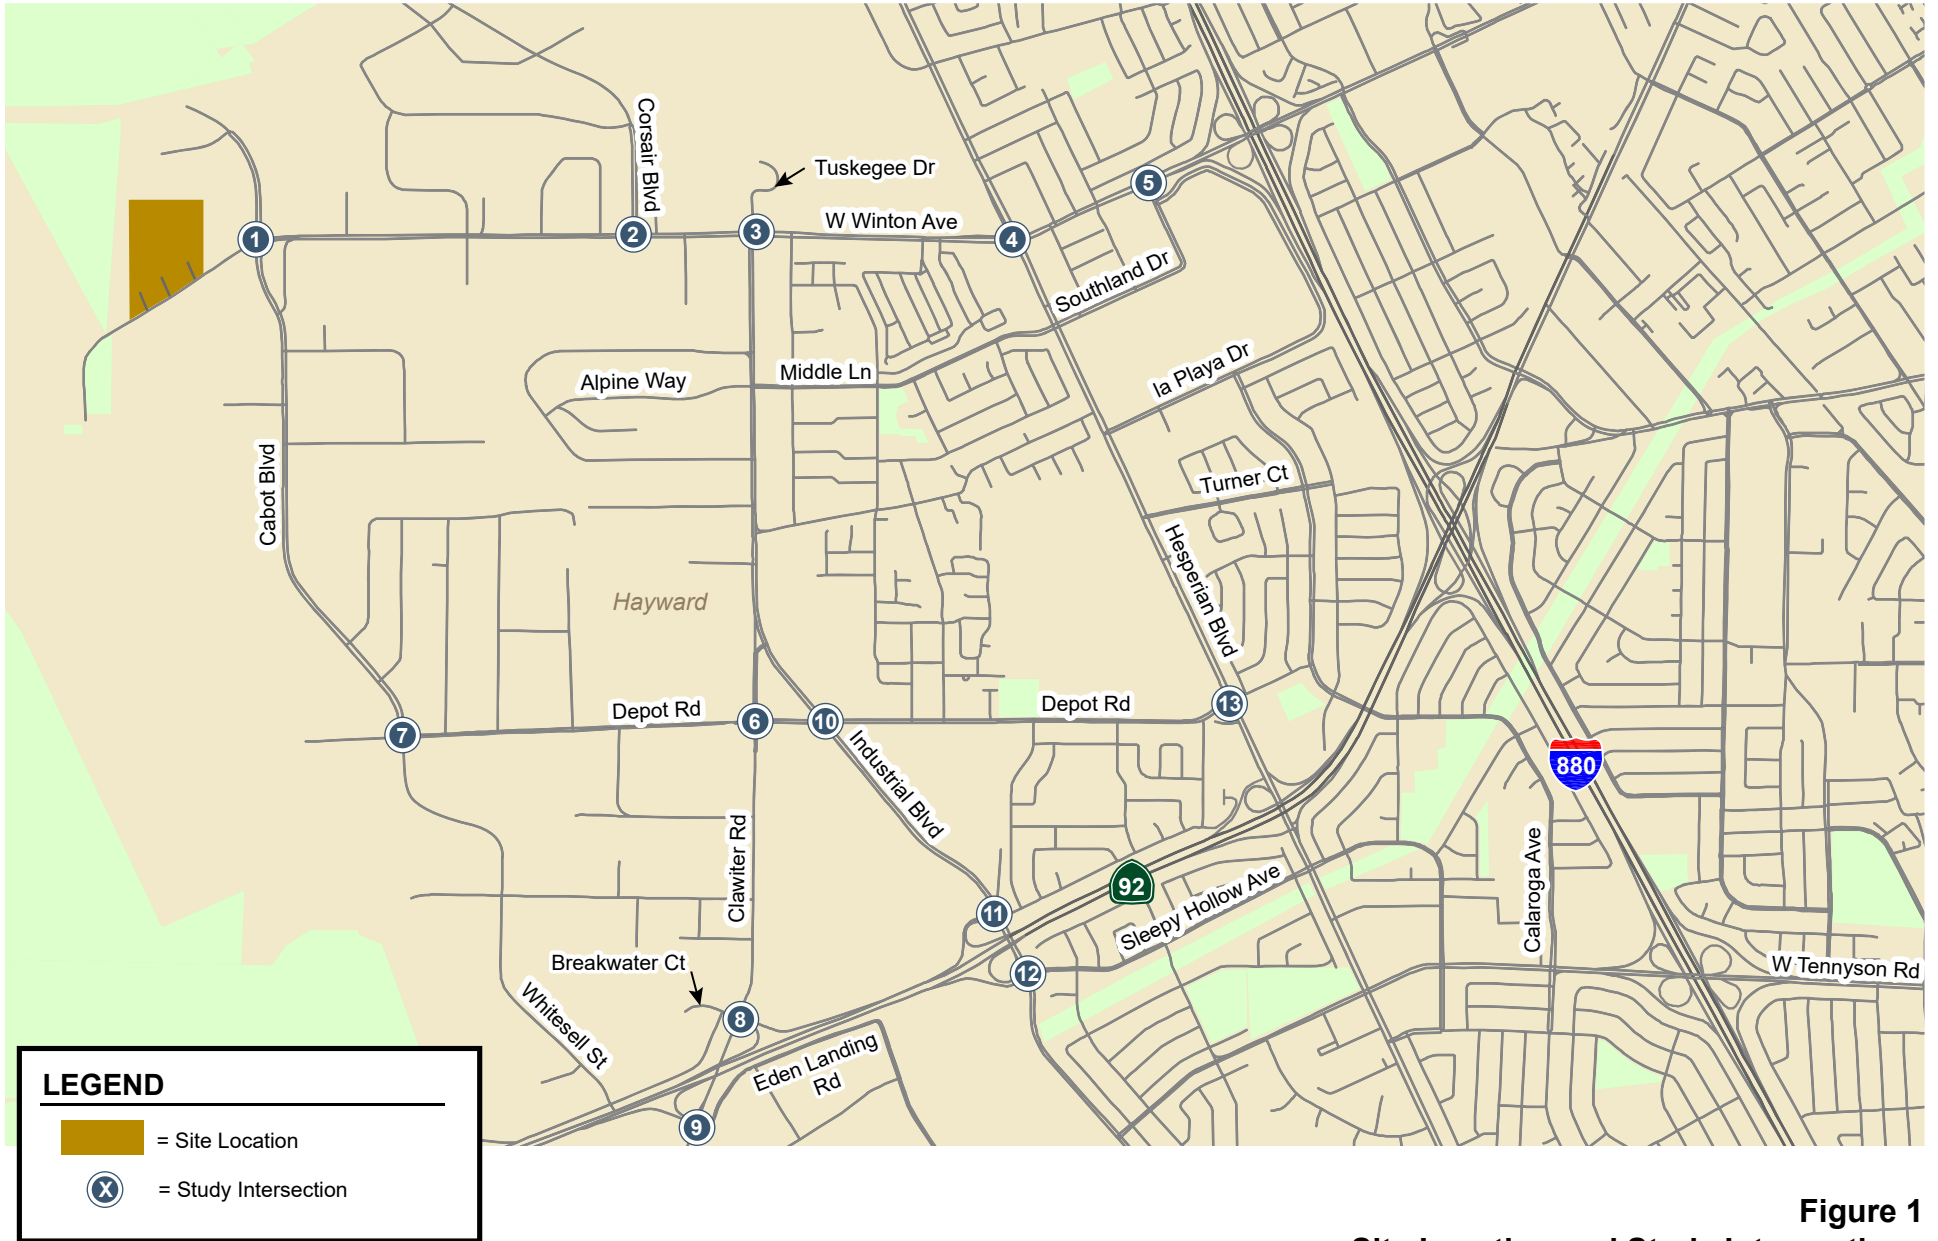 Corsair Blvd
Tuskegee Dr
W Winton Ave
1
2
3
4
5
Southland Dr
la Playa Dr
Alpine Way
Middle Ln
Cabot Blvd
Turner Ct
Hesperian Blvd
Hayward
Depot Rd
Depot Rd
7
6
10
13
Industrial Blvd
880
Clawiter Rd
Calaroga Ave
92
Sleepy Hollow Ave
11
12
W Tennyson Rd
Breakwater Ct
Whitesell St
8
Eden Landing
Rd
9
LEGEND
= Site Location
X = Study Intersection
Figure 1